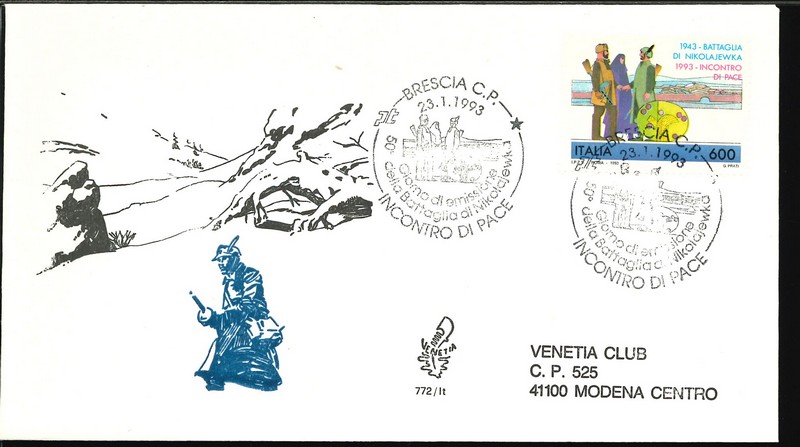 BRESCIA C.P.
23.1.1993
50°
Giorno di emissione
della Battaglia di Nikolajewka
INCONTRO DI PACE
1943 - BATTAGLIA
DI NIKOLAJEWKA
1993 - INCONTRO
DI PACE
ITALIA
600
BRESCIA C.P.
23.1.1993
50°
Giorno di emissione
della Battaglia di Nikolajewka
INCONTRO DI PACE
VENETIA
772/It
VENETIA CLUB
C. P. 525
41100 MODENA CENTRO